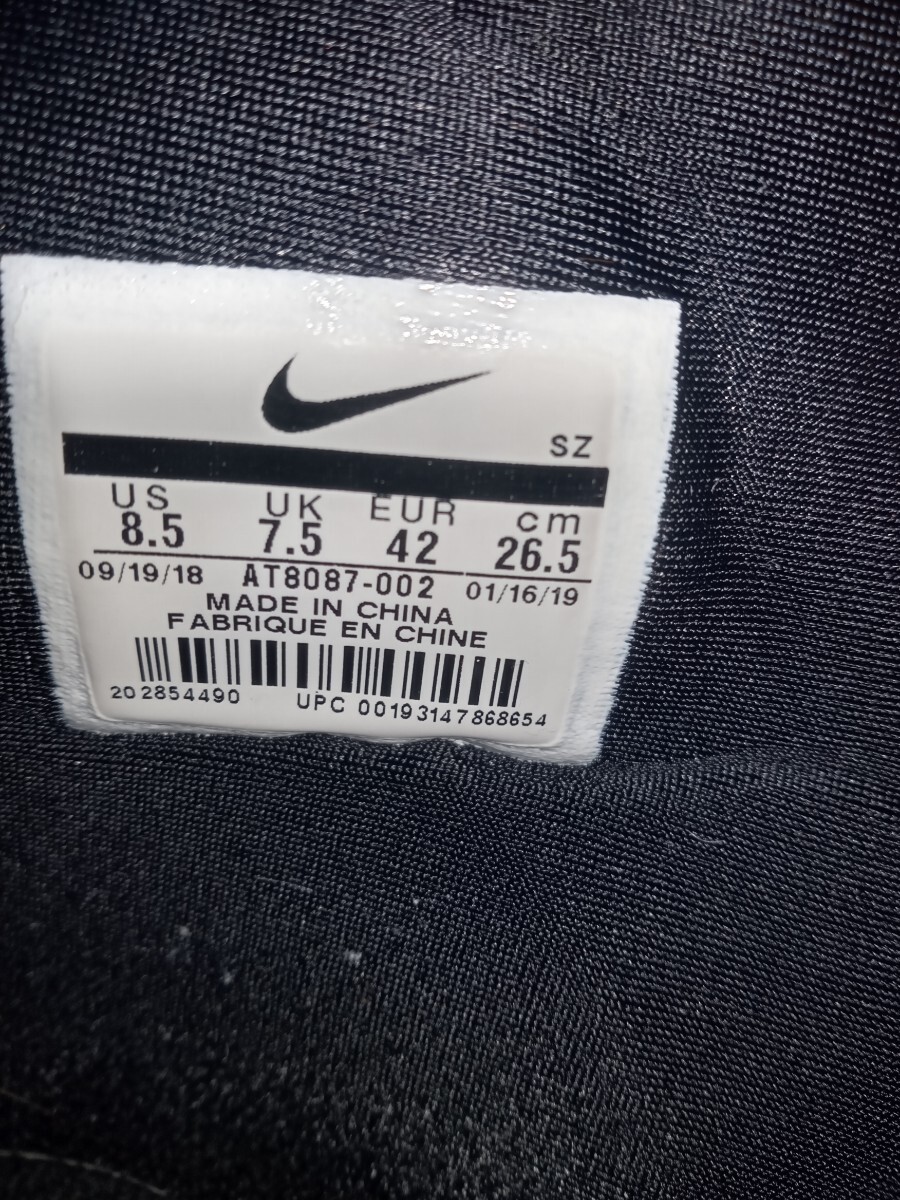 SZ
US UK EUR cm
8.5 7.5 42 26.5
09/19/18 AT8087-002 01/16/19
MADE IN CHINA
FABRIQUE EN CHINE
202854490 UPC 00193147868654